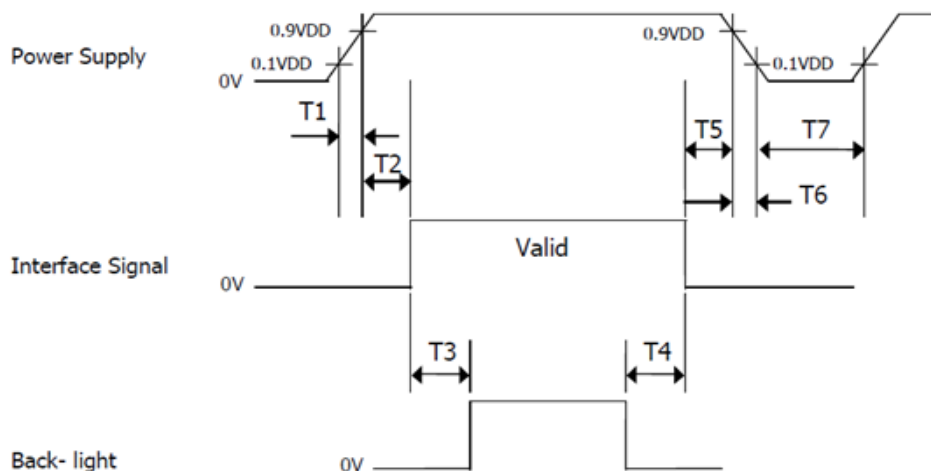 0.9VDD 0.9VDD
Power Supply
0.1VDD 0.1VDD
0V
T1 T5 T7
T2
T6
Valid
Interface Signal
0V
T3 T4
Back- light 0V